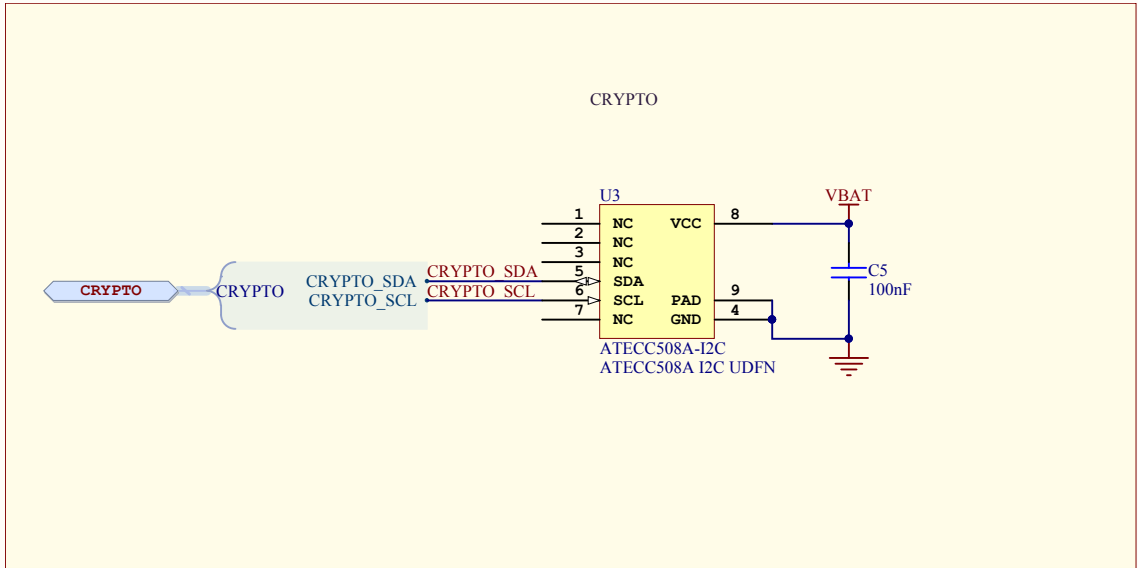 CRYPTO
U3
VBAT
1 NC VCC 8
2 NC
3 NC
CRYPTO_SDA CRYPTO_SDA 5 SDA
C5
100nF
CRYPTO CRYPTO CRYPTO_SCL CRYPTO_SCL 6 SCL PAD 9
7 NC GND 4
ATECC508A-I2C
ATECC508A I2C UDFN